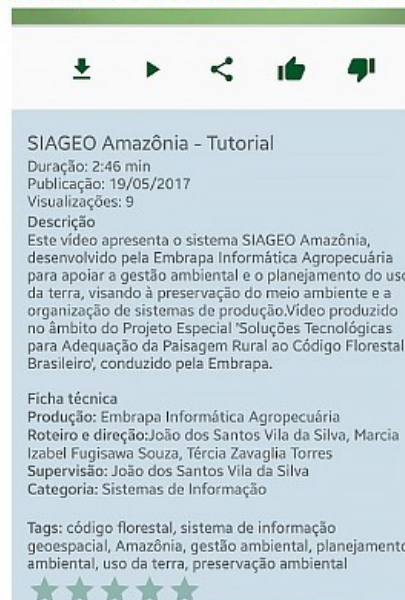 SIAGEO Amazônia - Tutorial
Duração: 2:46 min
Publicação: 19/05/2017
Visualizações: 9
Descrição
Este vídeo apresenta o sistema SIAGEO Amazônia,
desenvolvido pela Embrapa Informática Agropecuária
para apoiar a gestão ambiental e o planejamento do uso
da terra, visando à preservação do meio ambiente e a
organização de sistemas de produção.Vídeo produzido
no âmbito do Projeto Especial 'Soluções Tecnológicas
para Adequação da Paisagem Rural ao Código Florestal
Brasileiro', conduzido pela Embrapa.
Ficha técnica
Produção: Embrapa Informática Agropecuária
Roteiro e direção:João dos Santos Vila da Silva, Marcia
Izabel Fugisawa Souza, Tércia Zavaglia Torres
Supervisão: João dos Santos Vila da Silva
Categoria: Sistemas de Informação
Tags: código florestal, sistema de informação
geoespacial, Amazônia, gestão ambiental, planejamento
ambiental, uso da terra, preservação ambiental